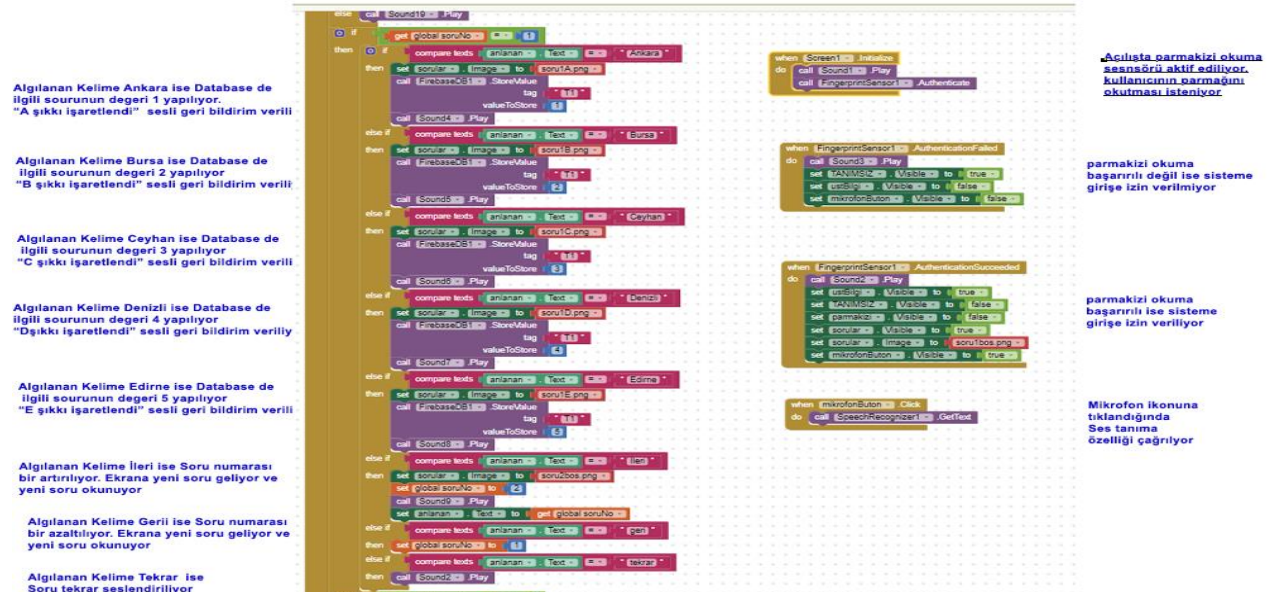 else call Sound19 .Play
if get global soruNo = 1
then if compare texts anlanan . Text = " Ankara "
then set sorular . Image to soru1A.png
call FirebaseDB1 .StoreValue
tag " T1 "
valueToStore 1
call Sound4 .Play
else if compare texts anlanan . Text = " Bursa "
then set sorular . Image to soru1B.png
call FirebaseDB1 .StoreValue
tag " T1 "
valueToStore 2
call Sound5 .Play
else if compare texts anlanan . Text = " Ceyhan "
then set sorular . Image to soru1C.png
call FirebaseDB1 .StoreValue
tag " T1 "
valueToStore 3
call Sound6 .Play
else if compare texts anlanan . Text = " Denizli "
then set sorular . Image to soru1D.png
call FirebaseDB1 .StoreValue
tag " T1 "
valueToStore 4
call Sound7 .Play
else if compare texts anlanan . Text = " Edirne "
then set sorular . Image to soru1E.png
call FirebaseDB1 .StoreValue
tag " T1 "
valueToStore 5
call Sound8 .Play
else if compare texts anlanan . Text = " İleri "
then set sorular . Image to soru2bos.png
set global soruNo to 2
call Sound9 .Play
set anlanan . Text to get global soruNo
else if compare texts anlanan . Text = " geri "
then set global soruNo to 1
else if compare texts anlanan . Text = " tekrar "
then call Sound2 .Play
Algılanan Kelime Ankara ise Database de
ilgili sourunun degeri 1 yapılıyor.
“A şıkkı işaretlendi” sesli geri bildirim verili
Algılanan Kelime Bursa ise Database de
ilgili sourunun degeri 2 yapılıyor
“B şıkkı işaretlendi” sesli geri bildirim verili
Algılanan Kelime Ceyhan ise Database de
ilgili sourunun degeri 3 yapılıyor
“C şıkkı işaretlendi” sesli geri bildirim verili
Algılanan Kelime Denizli ise Database de
ilgili sourunun degeri 4 yapılıyor
“Dşıkkı işaretlendi” sesli geri bildirim veriliy
Algılanan Kelime Edirne ise Database de
ilgili sourunun degeri 5 yapılıyor
“E şıkkı işaretlendi” sesli geri bildirim verili
Algılanan Kelime İleri ise Soru numarası
bir artırılıyor. Ekrana yeni soru geliyor ve
yeni soru okunuyor
Algılanan Kelime Gerii ise Soru numarası
bir azaltılıyor. Ekrana yeni soru geliyor ve
yeni soru okunuyor
Algılanan Kelime Tekrar ise
Soru tekrar seslendiriliyor
when Screen1 .Initialize
do call Sound1 .Play
call FingerprintSensor1 .Authenticate
when FingerprintSensor1 .AuthenticationFailed
do call Sound3 .Play
set TANIMSIZ . Visible to true
set ustBilgi . Visible to false
set mikrofonButon . Visible to false
when FingerprintSensor1 .AuthenticationSucceeded
do call Sound2 .Play
set ustBilgi . Visible to true
set TANIMSIZ . Visible to false
set parmakizi . Visible to false
set sorular . Visible to true
set sorular . Image to soru1bos.png
set mikrofonButon . Visible to true
when mikrofonButon .Click
do call SpeechRecognizer1 .GetText
Açılışta parmakizi okuma
sesnsörü aktif ediliyor.
kullanıcının parmağını
okutması isteniyor
parmakizi okuma
başarırılı değil ise sisteme
girişe izin verilmiyor
parmakizi okuma
başarırılı ise sisteme
girişe izin veriliyor
Mikrofon ikonuna
tıklandığında
Ses tanıma
özelliği çağrılıyor